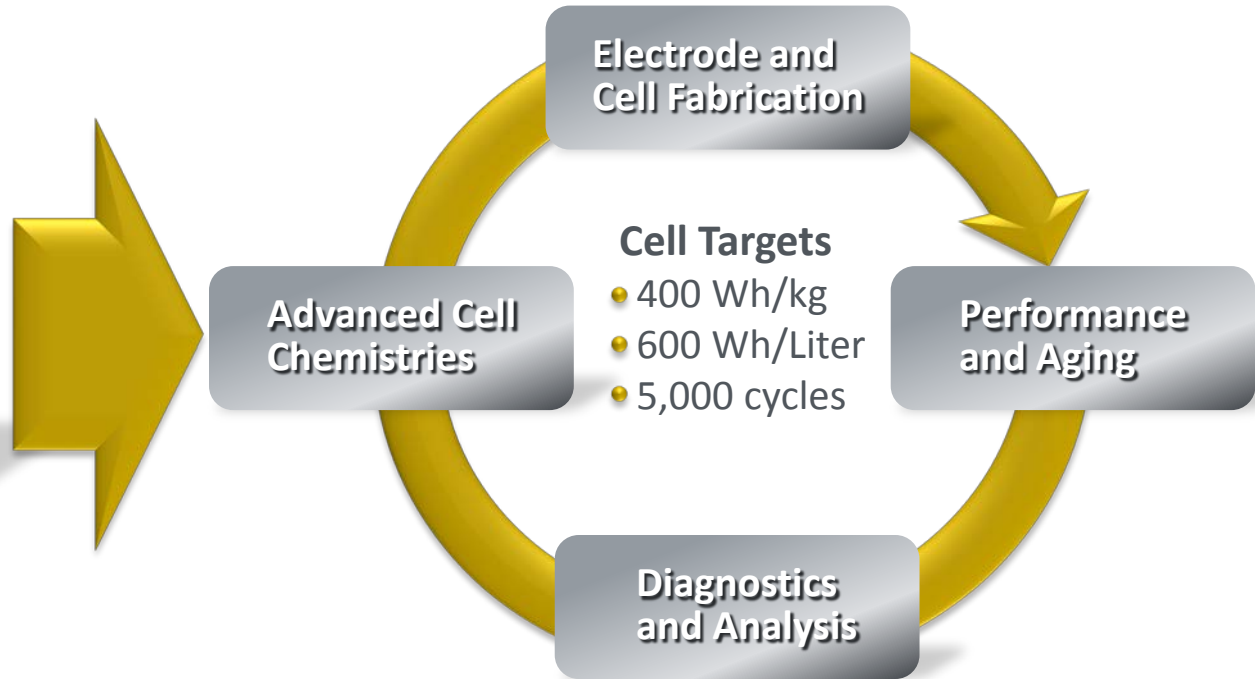 Electrode and
Cell Fabrication
Cell Targets
400 Wh/kg
600 Wh/Liter
5,000 cycles
Advanced Cell
Chemistries
Performance
and Aging
Diagnostics
and Analysis